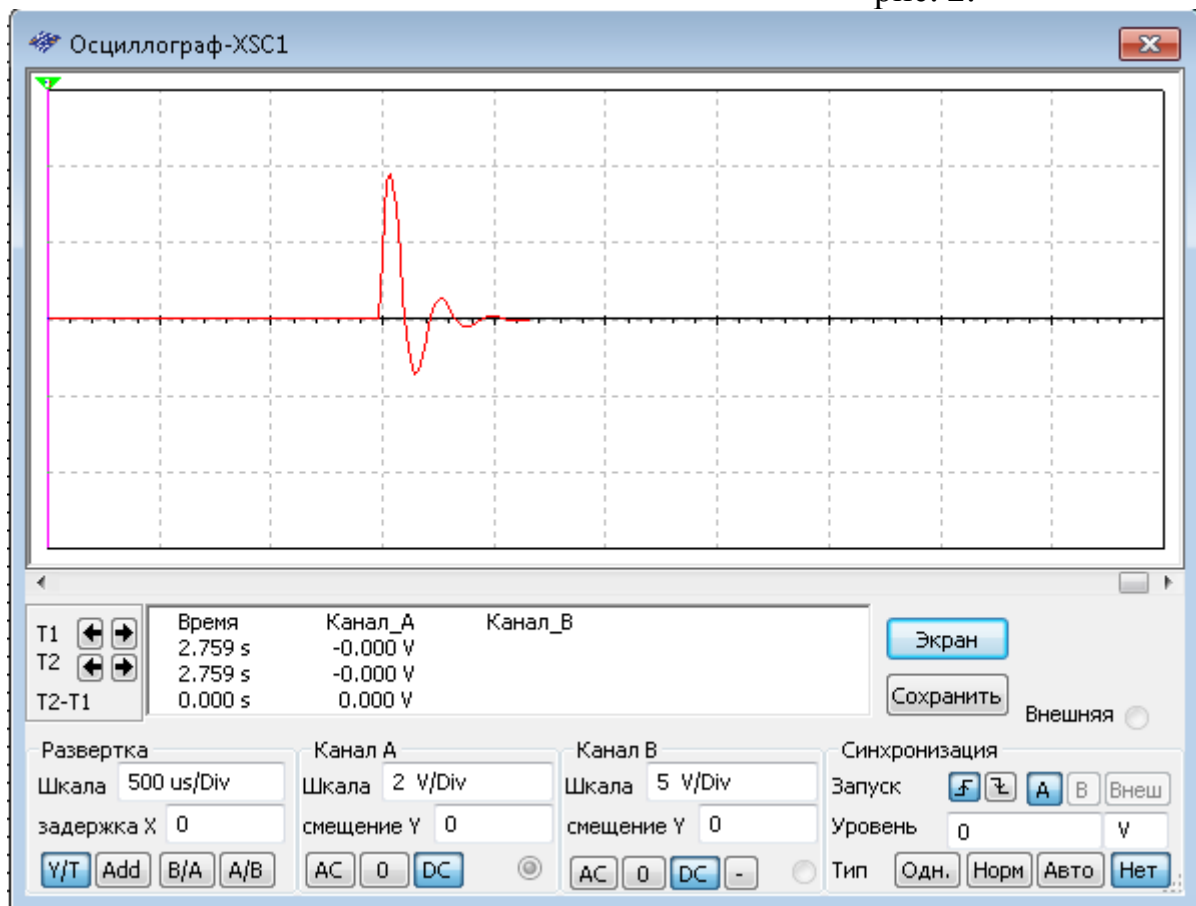 Осциллограф-XSC1
Время Канал_A Канал_B
T1 2.759 s -0.000 V
T2 2.759 s -0.000 V
T2-T1 0.000 s 0.000 V
Экран
Сохранить
Внешняя
Развертка
Шкала 500 us/Div
задержка X 0
Y/T Add B/A A/B
Канал A
Шкала 2 V/Div
смещение Y 0
AC 0 DC
Канал B
Шкала 5 V/Div
смещение Y 0
AC 0 DC -
Синхронизация
Запуск A B Внеш
Уровень 0 V
Тип Одн. Норм Авто Нет